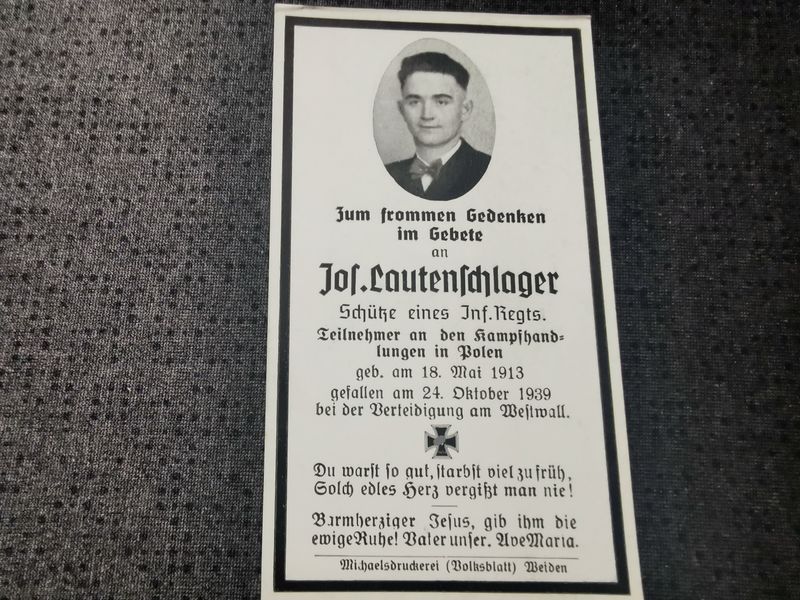 Zum frommen Gedenken
im Gebete
an
Jos. Lautenschlager
Schütze eines Inf. Regts.
Teilnehmer an den Kampfhand-
lungen in Polen
geb. am 18. Mai 1913
gefallen am 24. Oktober 1939
bei der Verteidigung am Westwall.
Du warst so gut, starbst viel zu früh,
Solch edles Herz vergißt man nie!
Barmherziger Jesus, gib ihm die
ewige Ruhe! Vater unser. Ave Maria.
Michaelsdruckerei (Volksblatt) Weiden